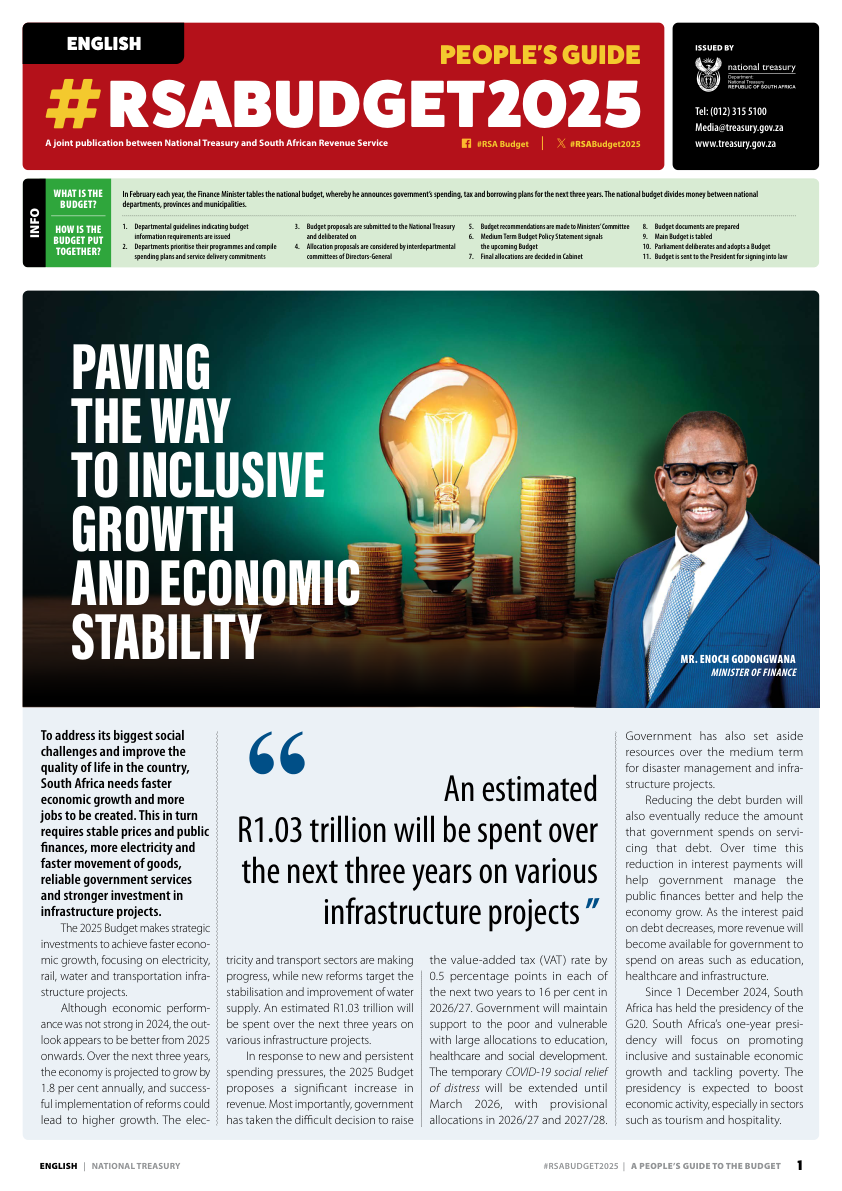 ENGLISH
PEOPLE'S GUIDE
#RSABUDGET2025
A joint publication between National Treasury and South African Revenue Service
#RSA Budget
#RSABudget2025
ISSUED BY
national treasury
Department:
National Treasury
REPUBLIC OF SOUTH AFRICA
Tel: (012) 315 5100
Media@treasury.gov.za
www.treasury.gov.za
INFO
WHAT IS THE
BUDGET?
In February each year, the Finance Minister tables the national budget, whereby he announces government's spending, tax and borrowing plans for the next three years. The national budget divides money between national
departments, provinces and municipalities.
HOW IS THE
BUDGET PUT
TOGETHER?
1. Departmental guidelines indicating budget
information requirements are issued
2. Departments prioritise their programmes and compile
spending plans and service delivery commitments
3. Budget proposals are submitted to the National Treasury
and deliberated on
4. Allocation proposals are considered by interdepartmental
committees of Directors-General
5. Budget recommendations are made to Ministers' Committee
6. Medium Term Budget Policy Statement signals
the upcoming Budget
7. Final allocations are decided in Cabinet
8. Budget documents are prepared
9. Main Budget is tabled
10. Parliament deliberates and adopts a Budget
11. Budget is sent to the President for signing into law
PAVING
THE WAY
TO INCLUSIVE
GROWTH
AND ECONOMIC
STABILITY
MR. ENOCH GODONGWANA
MINISTER OF FINANCE
To address its biggest social
challenges and improve the
quality of life in the country,
South Africa needs faster
economic growth and more
jobs to be created. This in turn
requires stable prices and public
finances, more electricity and
faster movement of goods,
reliable government services
and stronger investment in
infrastructure projects.
The 2025 Budget makes strategic
investments to achieve faster econo-
mic growth, focusing on electricity,
rail, water and transportation infra-
structure projects.
Although economic perform-
ance was not strong in 2024, the out-
look appears to be better from 2025
onwards. Over the next three years,
the economy is projected to grow by
1.8 per cent annually, and success-
ful implementation of reforms could
lead to higher growth. The elec-
“
An estimated
R1.03 trillion will be spent over
the next three years on various
infrastructure projects”
tricity and transport sectors are making
progress, while new reforms target the
stabilisation and improvement of water
supply. An estimated R1.03 trillion will
be spent over the next three years on
various infrastructure projects.
In response to new and persistent
spending pressures, the 2025 Budget
proposes a significant increase in
revenue. Most importantly, government
has taken the difficult decision to raise
the value-added tax (VAT) rate by
0.5 percentage points in each of
the next two years to 16 per cent in
2026/27. Government will maintain
support to the poor and vulnerable
with large allocations to education,
healthcare and social development.
The temporary COVID-19 social relief
of distress will be extended until
March 2026, with provisional
allocations in 2026/27 and 2027/28.
Government has also set aside
resources over the medium term
for disaster management and infra-
structure projects.
Reducing the debt burden will
also eventually reduce the amount
that government spends on servi-
cing that debt. Over time this
reduction in interest payments will
help government manage the
public finances better and help the
economy grow. As the interest paid
on debt decreases, more revenue will
become available for government to
spend on areas such as education,
healthcare and infrastructure.
Since 1 December 2024, South
Africa has held the presidency of the
G20. South Africa's one-year presi-
dency will focus on promoting
inclusive and sustainable economic
growth and tackling poverty. The
presidency is expected to boost
economic activity, especially in sectors
such as tourism and hospitality.
ENGLISH | NATIONAL TREASURY
#RSABUDGET2025 | A PEOPLE'S GUIDE TO THE BUDGET 1